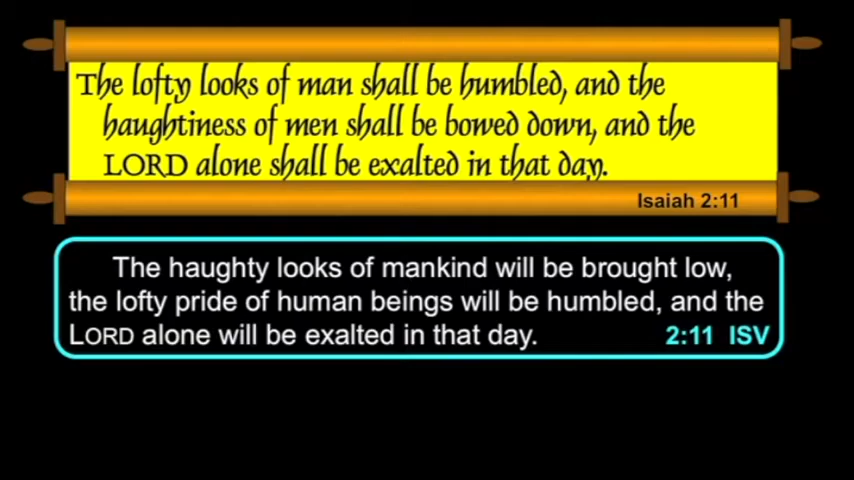 The lofty looks of man shall be humbled, and the
haughtiness of men shall be bowed down, and the
LORD alone shall be exalted in that day.
Isaiah 2:11
The haughty looks of mankind will be brought low,
the lofty pride of human beings will be humbled, and the
LORD alone will be exalted in that day. 2:11 ISV